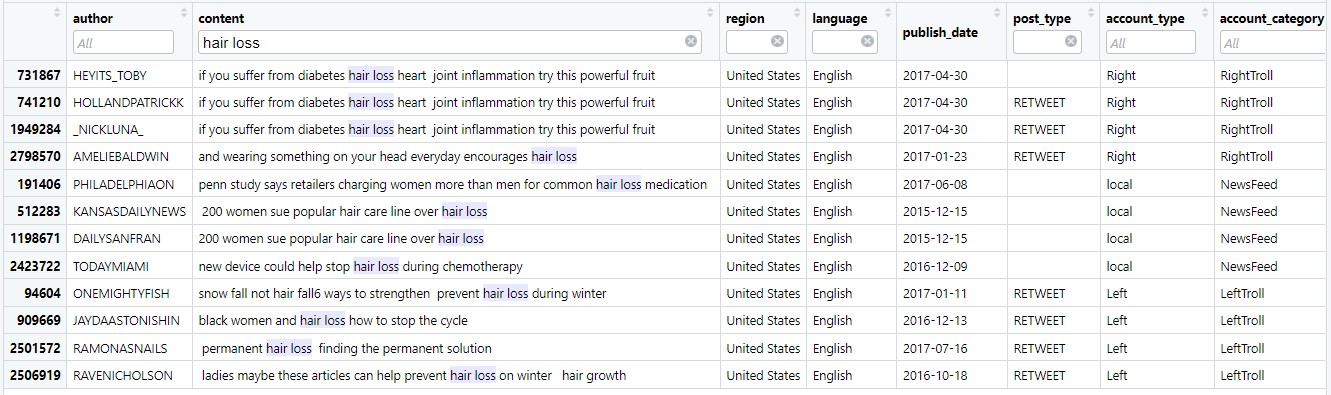 author content region language publish_date post_type account_type account_category
All hair loss All All
731867 HEYITS_TOBY if you suffer from diabetes hair loss heart joint inflammation try this powerful fruit United States English 2017-04-30 Right RightTroll
741210 HOLLANDPATRICKK if you suffer from diabetes hair loss heart joint inflammation try this powerful fruit United States English 2017-04-30 RETWEET Right RightTroll
1949284 _NICKLUNA_ if you suffer from diabetes hair loss heart joint inflammation try this powerful fruit United States English 2017-04-30 RETWEET Right RightTroll
2798570 AMELIEBALDWIN and wearing something on your head everyday encourages hair loss United States English 2017-01-23 RETWEET Right RightTroll
191406 PHILADELPHIAON penn study says retailers charging women more than men for common hair loss medication United States English 2017-06-08 local NewsFeed
512283 KANSASDAILYNEWS 200 women sue popular hair care line over hair loss United States English 2015-12-15 local NewsFeed
1198671 DAILYSANFRAN 200 women sue popular hair care line over hair loss United States English 2015-12-15 local NewsFeed
2423722 TODAYMIAMI new device could help stop hair loss during chemotherapy United States English 2016-12-09 local NewsFeed
94604 ONEMIGHTYFISH snow fall not hair fall6 ways to strengthen prevent hair loss during winter United States English 2017-01-11 RETWEET Left LeftTroll
909669 JAYDAASTONISHIN black women and hair loss how to stop the cycle United States English 2016-12-13 RETWEET Left LeftTroll
2501572 RAMONASNAILS permanent hair loss finding the permanent solution United States English 2017-07-16 RETWEET Left LeftTroll
2506919 RAVENICHOLSON ladies maybe these articles can help prevent hair loss on winter hair growth United States English 2016-10-18 RETWEET Left LeftTroll